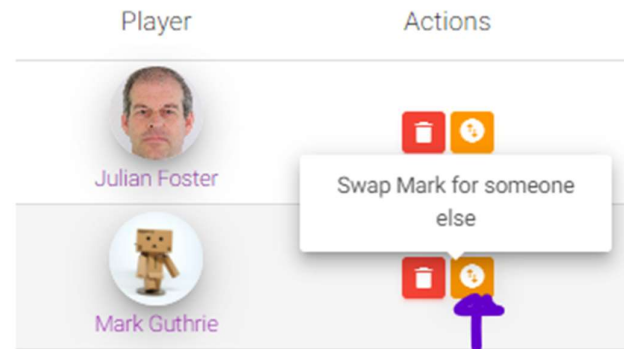 Player Actions
Julian Foster
Swap Mark for someone
else
Mark Guthrie